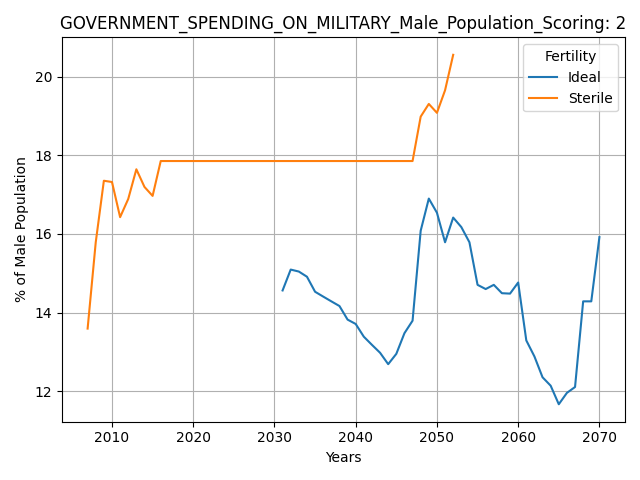 GOVERNMENT_SPENDING_ON_MILITARY_Male_Population_Scoring: 2
Fertility
Ideal
Sterile
% of Male Population
20
18
16
14
12
2010 2020 2030 2040 2050 2060 2070
Years